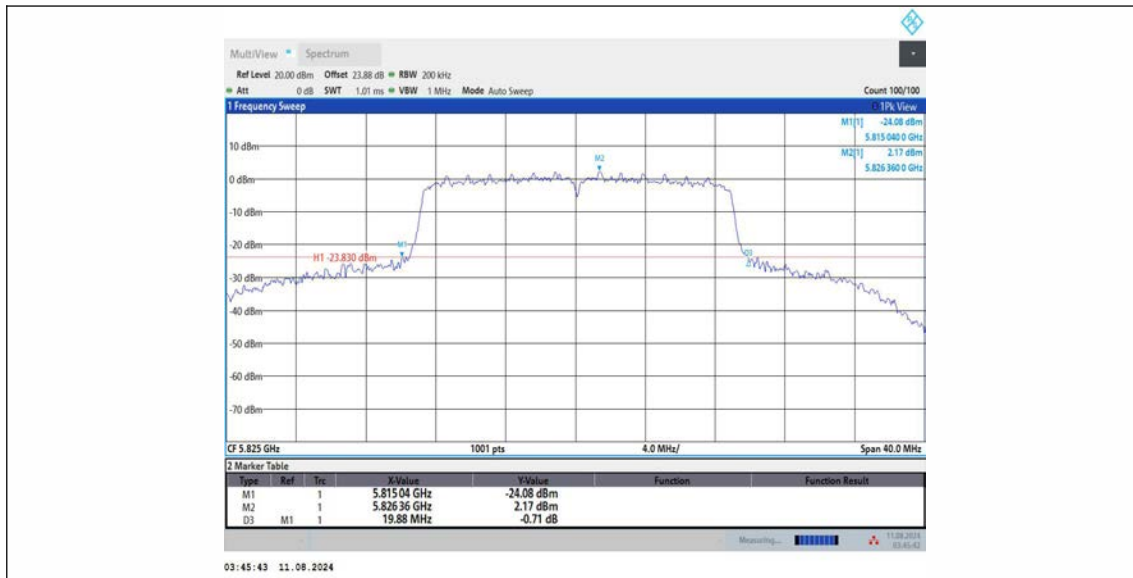 MultiView Spectrum
Ref Level 20.00 dBm Offset 23.88 dB RBW 200 kHz
Att 0 dB SWT 1.01 ms VBW 1 MHz Mode Auto Sweep Count 100/100
1 Frequency Sweep 1Pk View
M1[1] -24.08 dBm
5.815 040 0 GHz
M2[1] 2.17 dBm
5.826 360 0 GHz
10 dBm
M2
0 dBm
-10 dBm
-20 dBm
M1
D3
H1 -23.830 dBm
-30 dBm
-40 dBm
-50 dBm
-60 dBm
-70 dBm
CF 5.825 GHz 1001 pts 4.0 MHz/ Span 40.0 MHz
2 Marker Table
Type Ref Trc X-Value Y-Value Function Function Result
M1 1 5.815 04 GHz -24.08 dBm
M2 1 5.826 36 GHz 2.17 dBm
D3 M1 1 19.88 MHz -0.71 dB
Measuring... 11.08.2024
03:45:42
03:45:43 11.08.2024